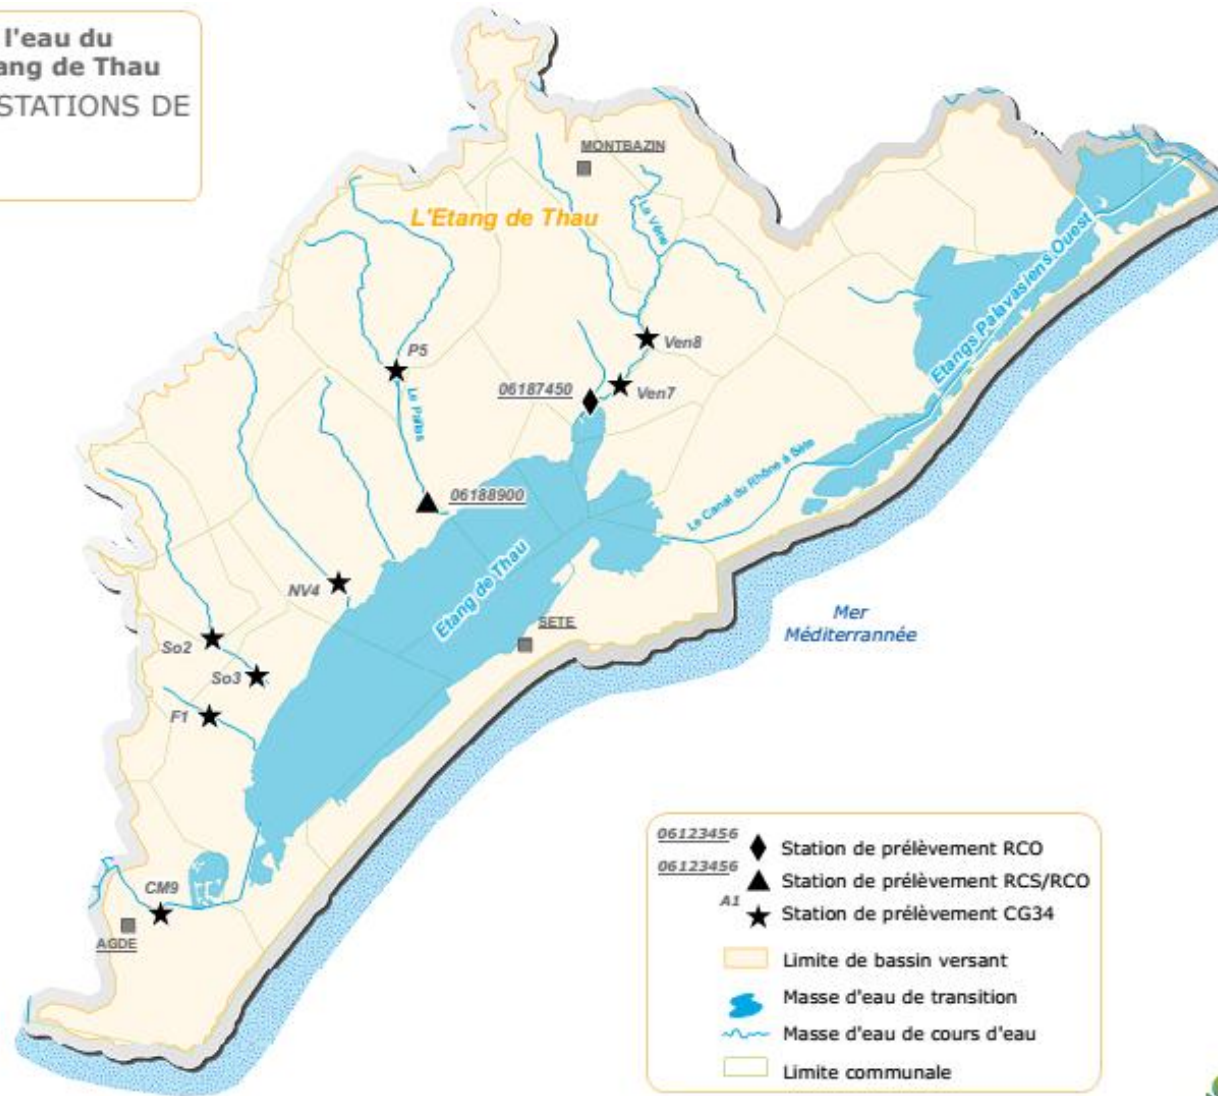 l'eau du
ang de Thau
STATIONS DE
MONTBAZIN
L'Etang de Thau
La Vène
Etangs Palavasiens Ouest
Ven8
P5
06187450
Ven7
Le Pallas
06188900
Le Canal du Rhône à Sète
Etang de Thau
NV4
SETE
Mer
Méditerrannée
So2
So3
F1
CM9
AGDE
06123456
Station de prélèvement RCO
06123456
Station de prélèvement RCS/RCO
A1
Station de prélèvement CG34
Limite de bassin versant
Masse d'eau de transition
Masse d'eau de cours d'eau
Limite communale